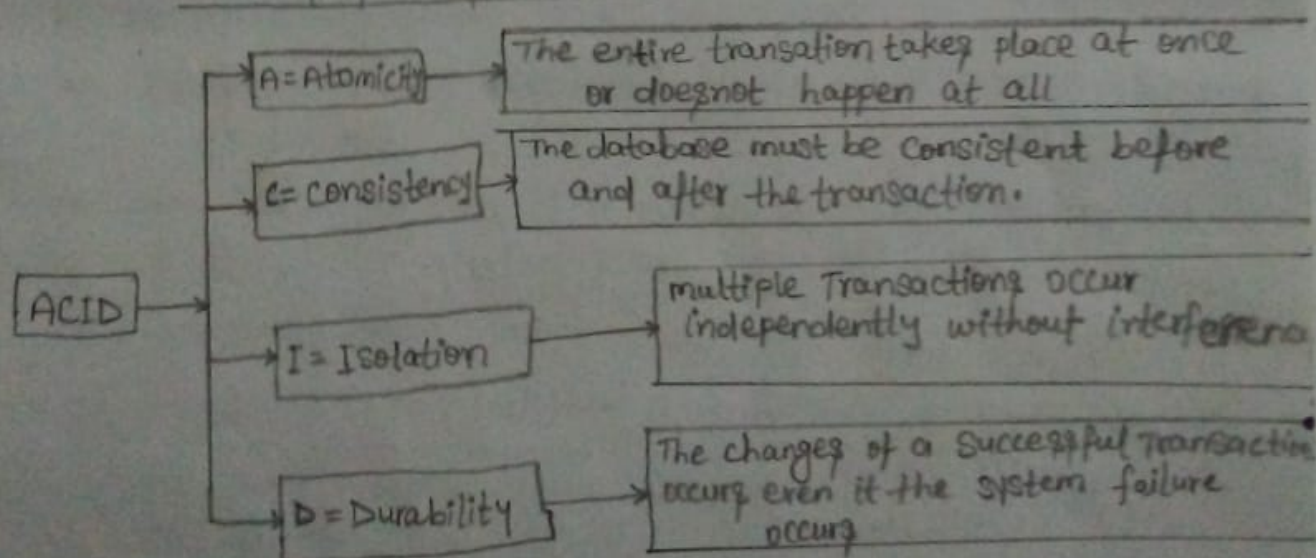 ACID
A=Atomicity
The entire transation takes place at once
or doesnot happen at all
C= consistency
The database must be consistent before
and after the transaction.
I= Isolation
multiple Transactions occur
independently without interferenc
D=Durability
The changes of a successful Transaction
occurs even it the system failure
occurs